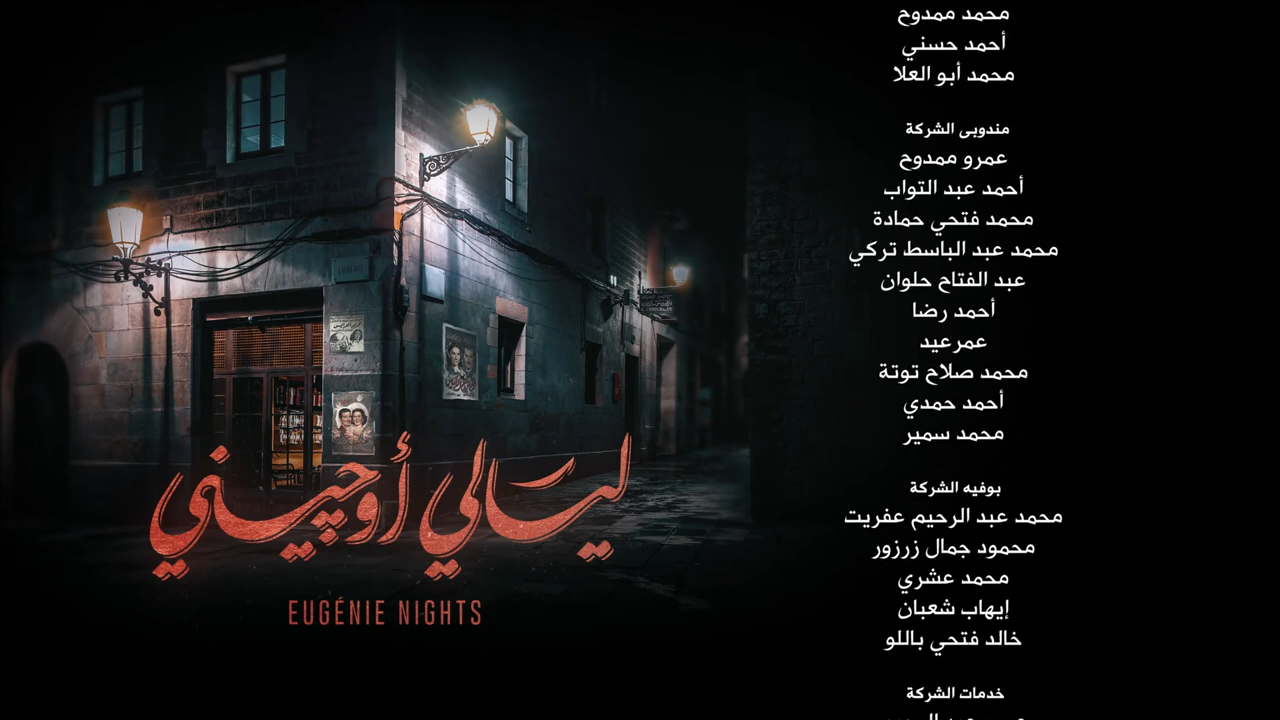 محمد ممدوح
أحمد حسني
محمد أبو العلا
مندوبى الشركة
عمرو ممدوح
أحمد عبد التواب
محمد فتحي حمادة
محمد عبد الباسط تركي
عبد الفتاح حلوان
أحمد رضا
عمرعيد
محمد صلاح توتة
أحمد حمدي
محمد سمير
بوفيه الشركة
محمد عبد الرحيم عفريت
محمود جمال زرزور
محمد عشري
إيهاب شعبان
خالد فتحي باللو
خدمات الشركة
ليالي أوجيني
EUGÉNIE NIGHTS